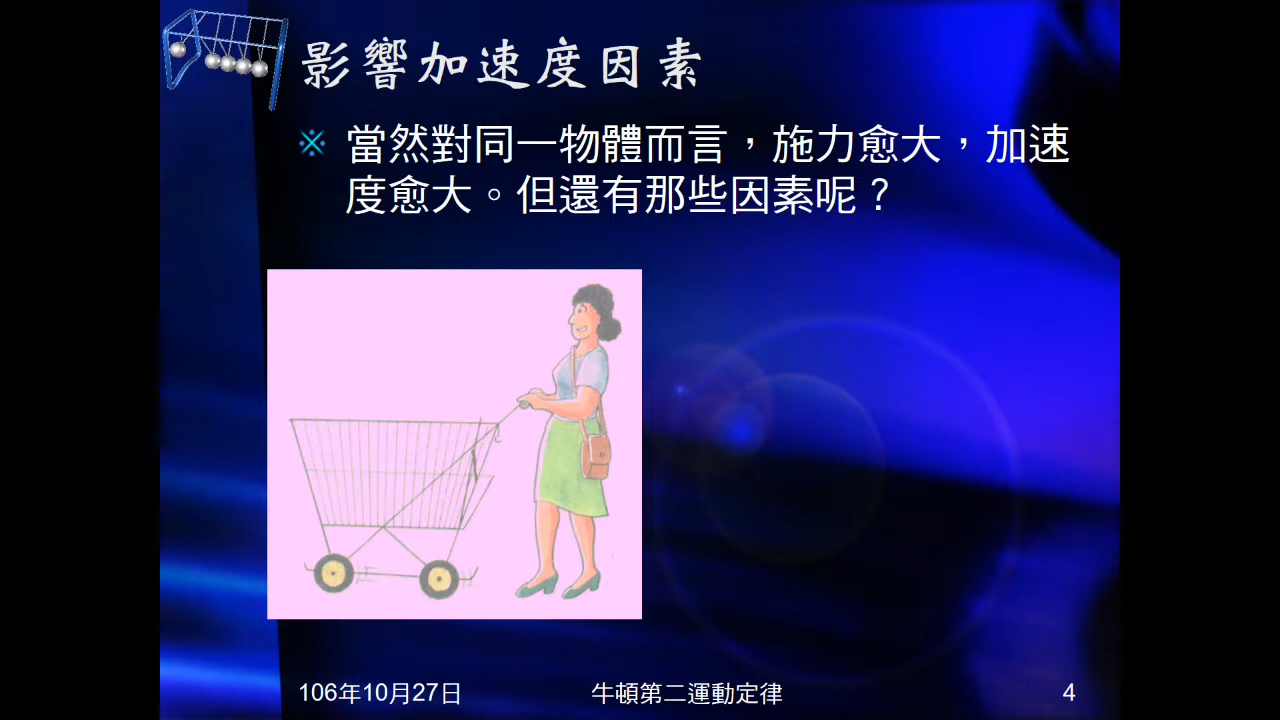 影響加速度因素
※ 當然對同一物體而言，施力愈大，加速
度愈大。但還有那些因素呢？
106年10月27日
牛頓第二運動定律
4